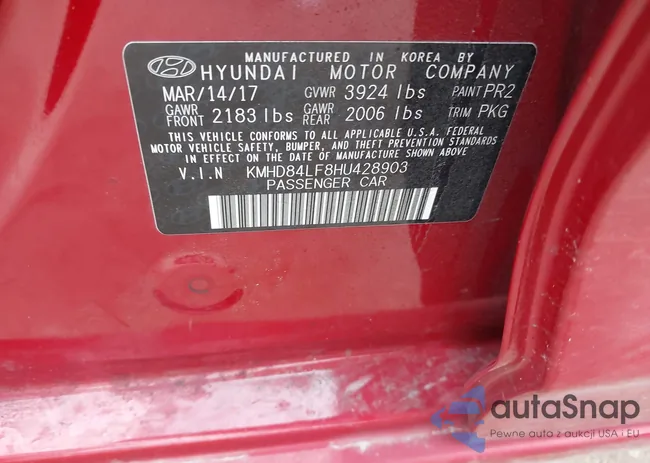 MANUFACTURED IN KOREA BY
HYUNDAI MOTOR COMPANY
MAR/14/17 GVWR 3924 lbs PAINT PR2
GAWR FRONT 2183 lbs GAWR REAR 2006 lbs TRIM PKG
THIS VEHICLE CONFORMS TO ALL APPLICABLE U.S.A. FEDERAL
MOTOR VEHICLE SAFETY, BUMPER, AND THEFT PREVENTION STANDARDS
IN EFFECT ON THE DATE OF MANUFACTURE SHOWN ABOVE.
V.I.N KMHD84LF8HU428903
PASSENGER CAR
autaSnap
Pewne auta z aukcji USA i EU